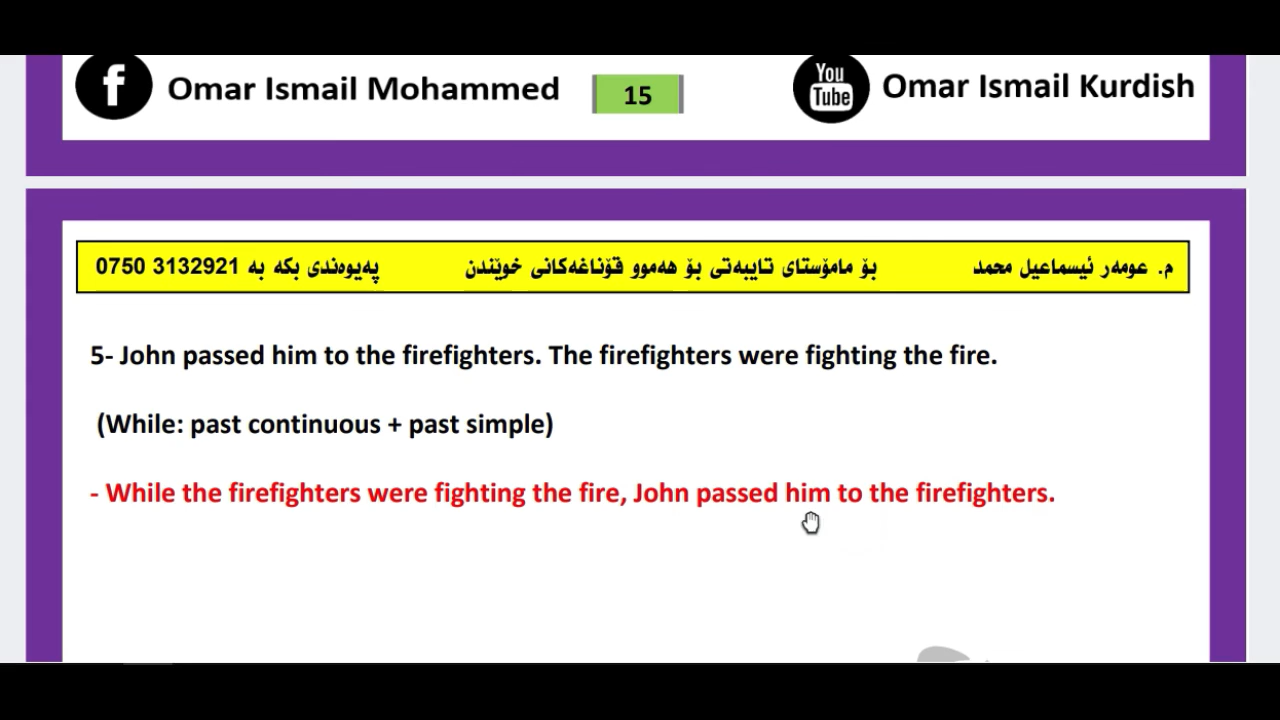 Omar Ismail Mohammed 15 You Tube Omar Ismail Kurdish
م. عومەر ئیسماعیل محمد بۆ مامۆستای تایبەتی بۆ هەموو قۆناغەکانی خوێندن پەیوەندی بکە بە 0750 3132921
5- John passed him to the firefighters. The firefighters were fighting the fire.
(While: past continuous + past simple)
- While the firefighters were fighting the fire, John passed him to the firefighters.